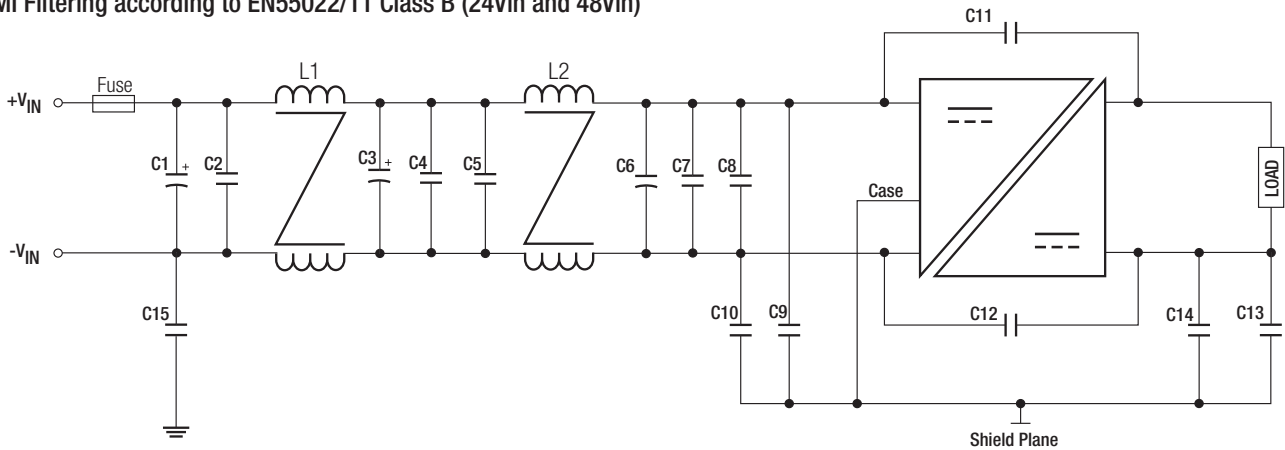 MI Filtering according to EN55022/11 Class B (24Vin and 48Vin)
C11
L1
L2
Fuse
+VIN
C1
+
C2
C3
+
C4
C5
C6
C7
C8
Case
LOAD
-VIN
C15
C10
C9
C12
C14
C13
Shield Plane